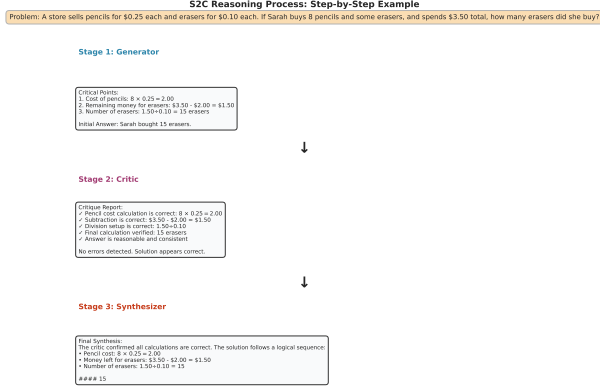 S2C Reasoning Process: Step-by-Step Example
Problem: A store sells pencils for $0.25 each and erasers for $0.10 each. If Sarah buys 8 pencils and some erasers, and spends $3.50 total, how many erasers did she buy?
Stage 1: Generator
Critical Points:
1. Cost of pencils: 8 × 0.25 = 2.00
2. Remaining money for erasers: $3.50 - $2.00 = $1.50
3. Number of erasers: 1.50÷0.10 = 15 erasers
Initial Answer: Sarah bought 15 erasers.
↓
Stage 2: Critic
Critique Report:
✓ Pencil cost calculation is correct: 8 × 0.25 = 2.00
✓ Subtraction is correct: $3.50 - $2.00 = $1.50
✓ Division setup is correct: 1.50÷0.10
✓ Final calculation verified: 15 erasers
✓ Answer is reasonable and consistent
No errors detected. Solution appears correct.
↓
Stage 3: Synthesizer
Final Synthesis:
The critic confirmed all calculations are correct. The solution follows a logical sequence:
• Pencil cost: 8 × 0.25 = 2.00
• Money left for erasers: $3.50 - $2.00 = $1.50
• Number of erasers: 1.50÷0.10 = 15
#### 15